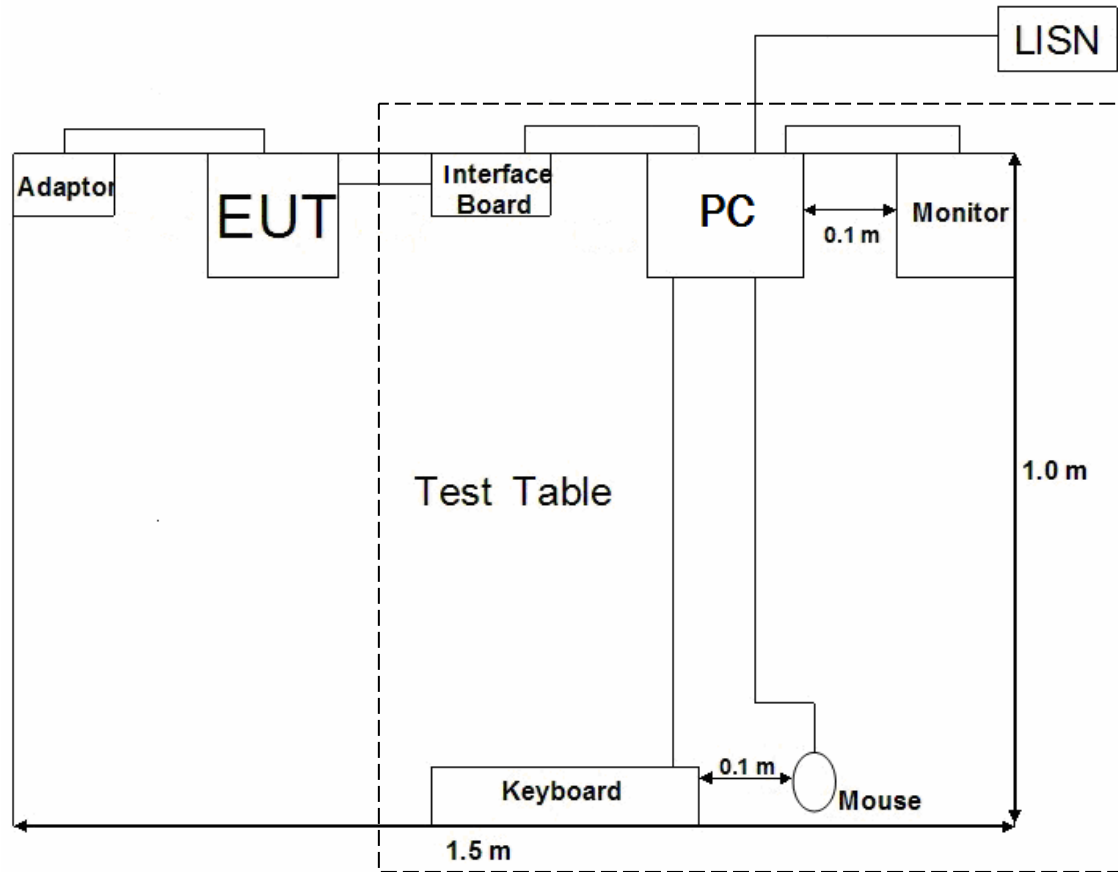 LISN
Adaptor
EUT
Interface
Board
PC
0.1 m
Monitor
Test Table
1.0 m
Keyboard
0.1 m
Mouse
1.5 m